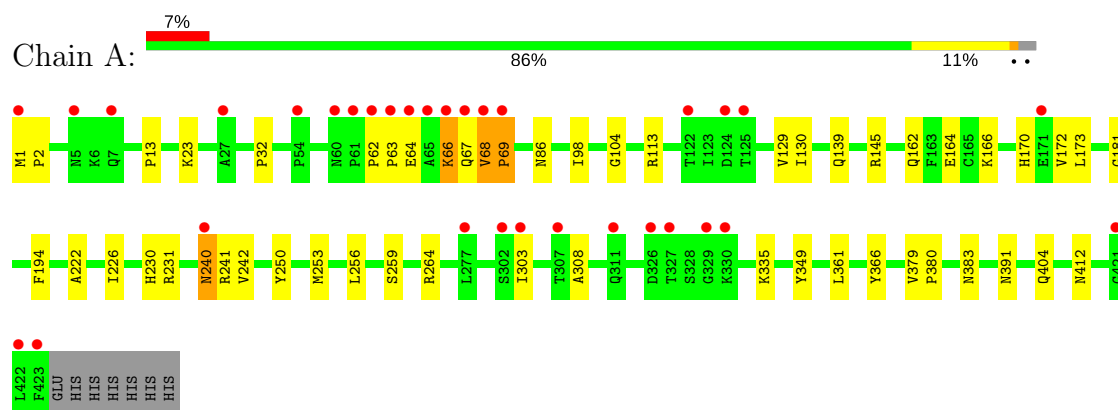 7%
Chain A:
86% 11% • •
M1 P2 N5 K6 Q7 P13 K23 A27 P32 P54 N60 P61 P62 P63 E64 A65 K66 Q67 V68 P69 N86 I98 G104 R113 T122 I123 D124 T125 V129 I130 Q139 R145 Q162 F163 E164 C165 K166 H170 E171 V172 L173
F194 A222 I226 H230 R231 N240 R241 V242 Y250 M253 L256 S259 R264 L277 S302 I303 T307 A308 Q311 D326 T327 S328 G329 K330 K335 Y349 L361 Y366 V379 P380 N383 N391 Q404 N412
L422 F423 GLU HIS HIS HIS HIS HIS HIS